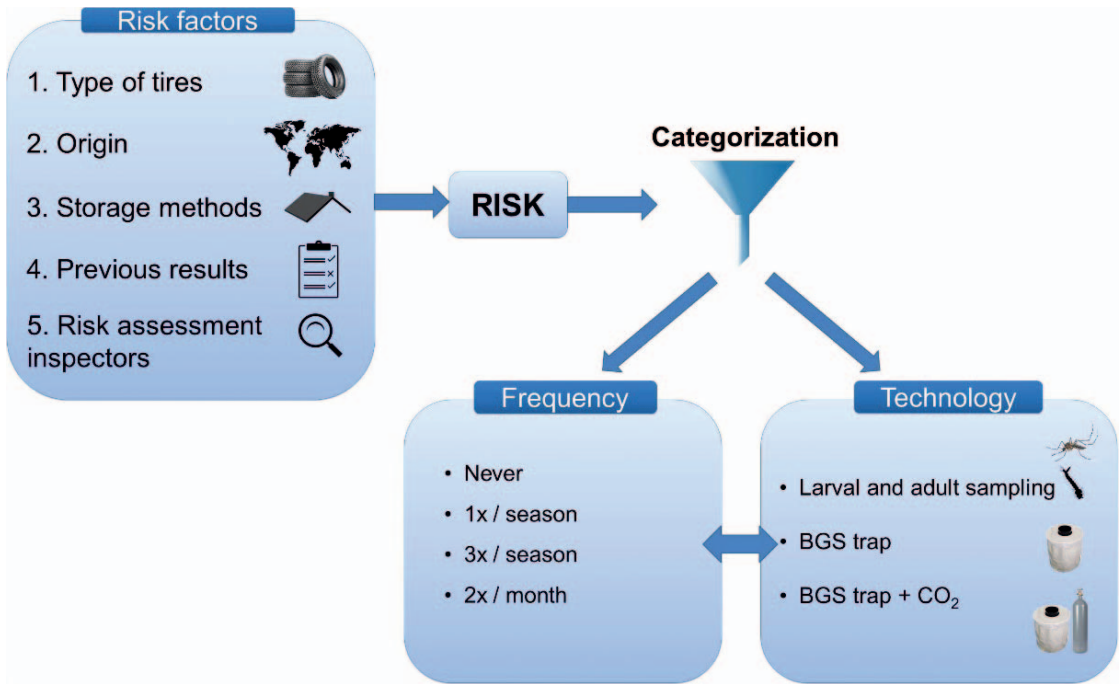 Risk factors
1. Type of tires
2. Origin
3. Storage methods
4. Previous results
5. Risk assessment
inspectors
RISK
Categorization
Frequency
• Never
• 1x / season
• 3x / season
• 2x / month
Technology
• Larval and adult sampling
• BGS trap
• BGS trap + CO₂